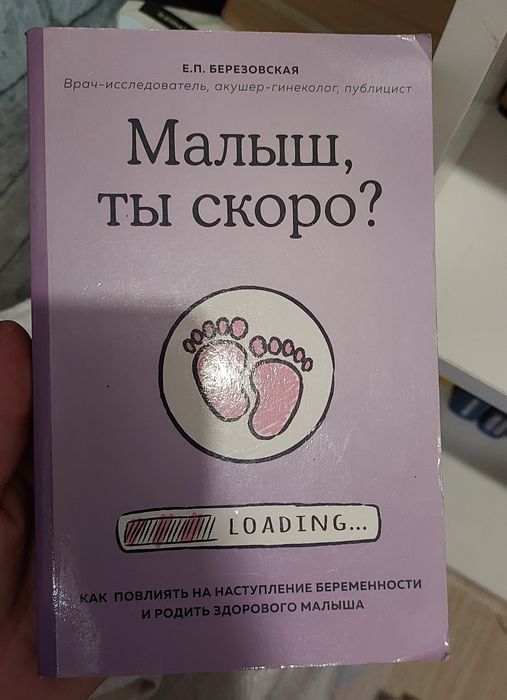 Е.П. БЕРЕЗОВСКАЯ
Врач-исследователь, акушер-гинеколог, публицист
Малыш,
ты скоро?
LOADING...
КАК ПОВЛИЯТЬ НА НАСТУПЛЕНИЕ БЕРЕМЕННОСТИ
И РОДИТЬ ЗДОРОВОГО МАЛЫША